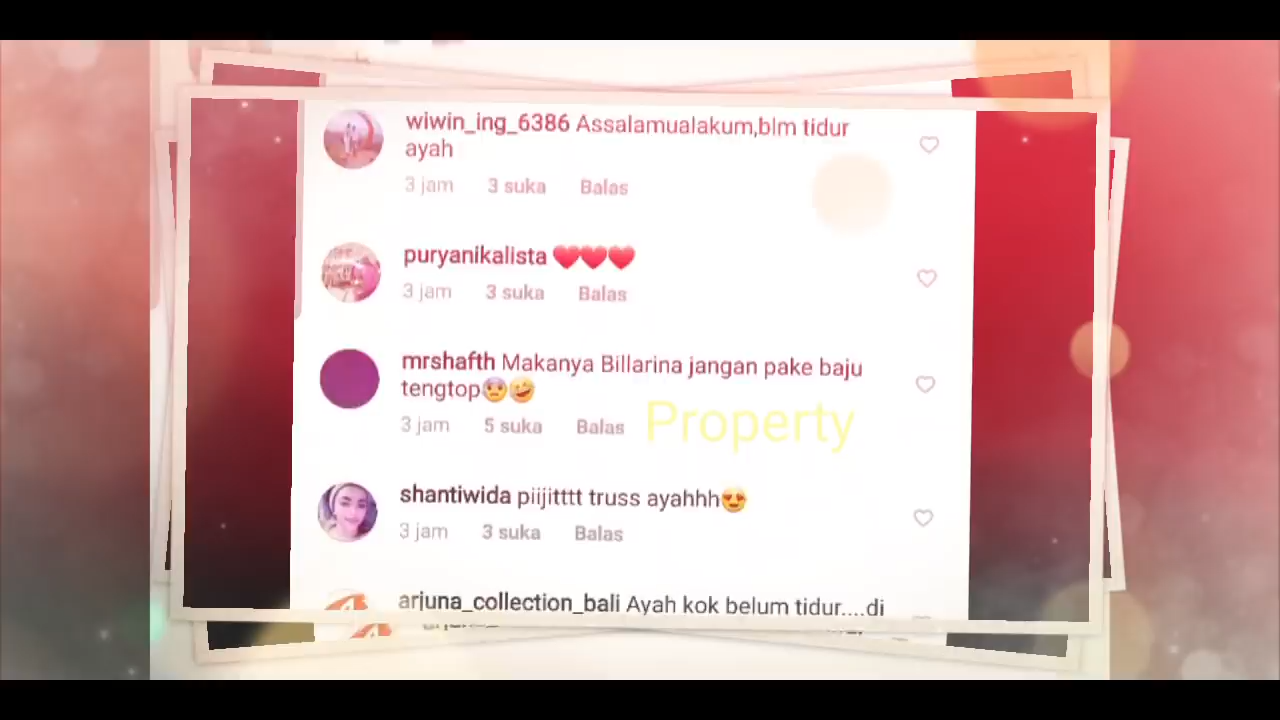 wiwin_ing_6386 Assalamualakum,blm tidur
ayah
3 jam 3 suka Balas
puryanikalista ❤❤❤
3 jam 3 suka Balas
mrshafth Makanya Billarina jangan pake baju
tengtop😰🤣
3 jam 5 suka Balas
Property
shantiwida piijitttt truss ayahhh😍
3 jam 3 suka Balas
arjuna_collection_bali Ayah kok belum tidur....di